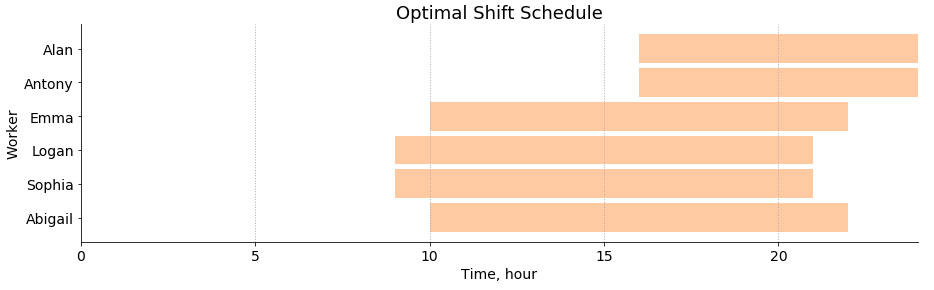 Optimal Shift Schedule
Worker
Alan
Antony
Emma
Logan
Sophia
Abigail
0 5 10 15 20
Time, hour